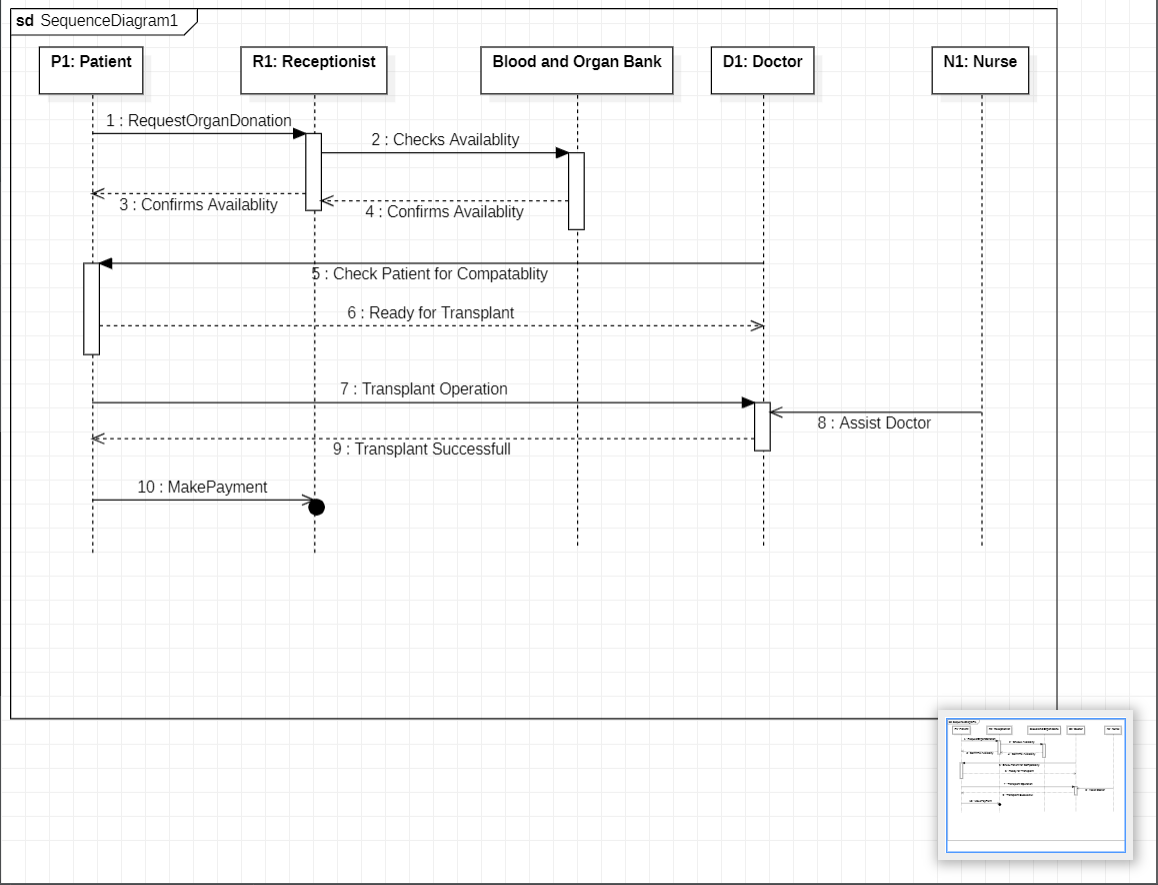 sd SequenceDiagram1
P1: Patient
R1: Receptionist
Blood and Organ Bank
D1: Doctor
N1: Nurse
1 : RequestOrganDonation
2 : Checks Availablity
3 : Confirms Availablity
4 : Confirms Availablity
5 : Check Patient for Compatablity
6 : Ready for Transplant
7 : Transplant Operation
8 : Assist Doctor
9 : Transplant Successfull
10 : MakePayment